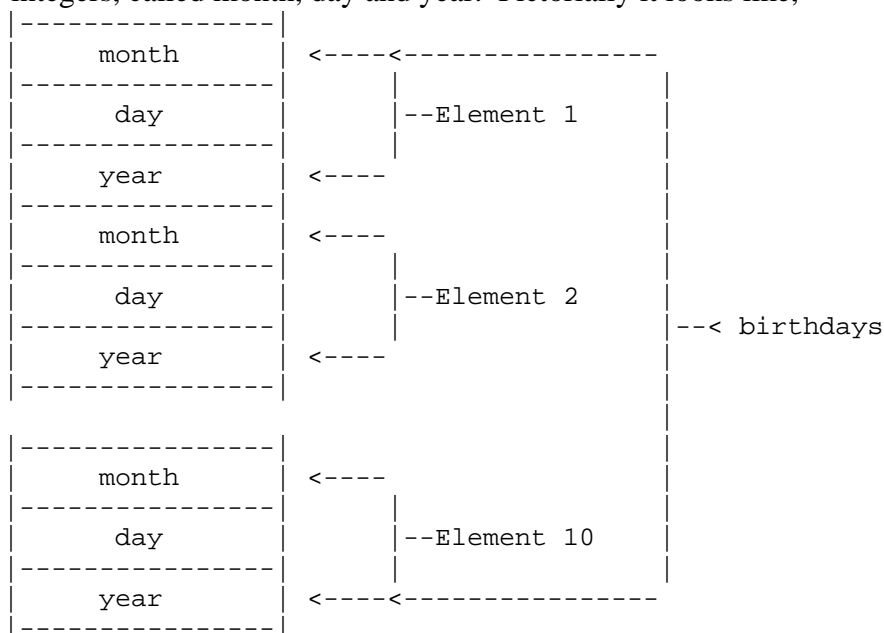 integers, called month, day and year. Pictorially it looks like,
|----------------|
month | <----<----------------
|----------------| | |
day | |--Element 1 |
|----------------| | |
year | <---- |
|----------------| |
month | <---- |
|----------------| | |
day | |--Element 2 |
|----------------| | |--< birthdays
year | <---- |
|----------------| |
|----------------| |
month | <---- |
|----------------| | |
day | |--Element 10 |
|----------------| | |
year | <----<----------------
|----------------|